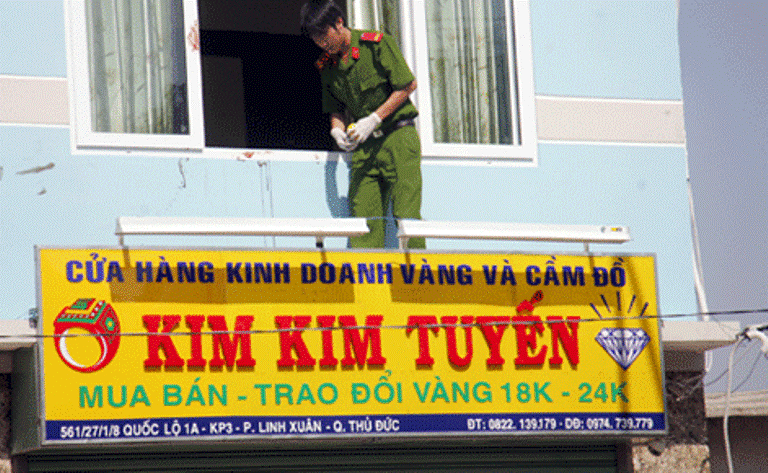 CỬA HÀNG KINH DOANH VÀNG VÀ CẦM ĐỒ
KIM KIM TUYẾN
MUA BÁN - TRAO ĐỔI VÀNG 18K - 24K
561/27/1/8 QUỐC LỘ 1A - KP3 - P. LINH XUÂN - Q. THỦ ĐỨC ĐT: 0822. 139.179 - DĐ: 0974. 739.779